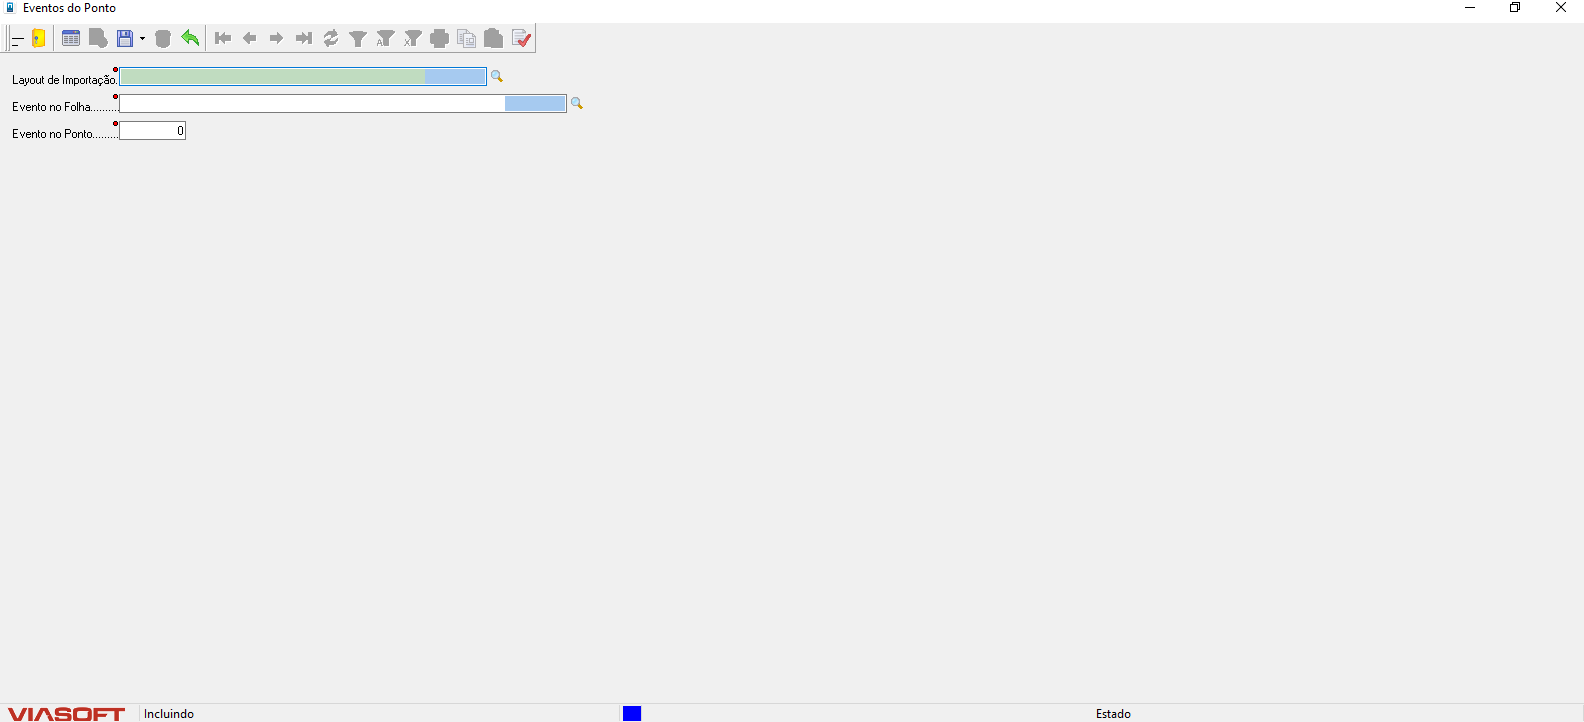 Eventos do Ponto
Layout de Importação.
Evento no Folha..........
Evento no Ponto......... 0
VIASOFT Incluindo Estado